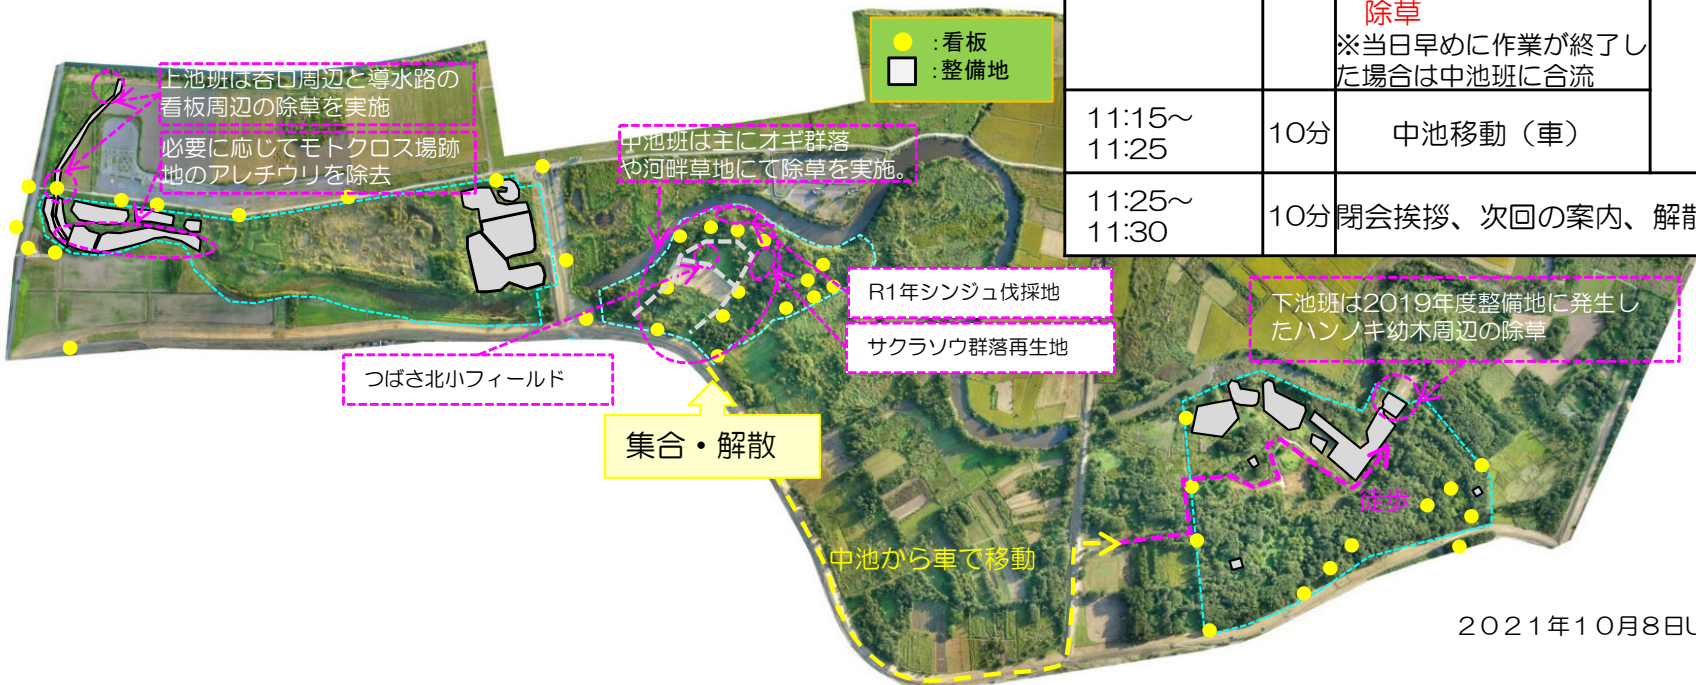 除草
※当日早めに作業が終了し
た場合は中池班に合流
11:15～
11:25
10分
中池移動（車）
11:25～
11:30
10分
閉会挨拶、次回の案内、解散
：看板
：整備地
上池班は呑口周辺と導水路の
看板周辺の除草を実施
必要に応じてモトクロス場跡
地のアレチウリを除去
中池班は主にオギ群落
や河畔草地にて除草を実施。
R1年シンジュ伐採地
サクラソウ群落再生地
つばさ北小フィールド
集合・解散
下池班は2019年度整備地に発生し
たハンノキ幼木周辺の除草
徒歩
中池から車で移動
２０２１年１０月８日U